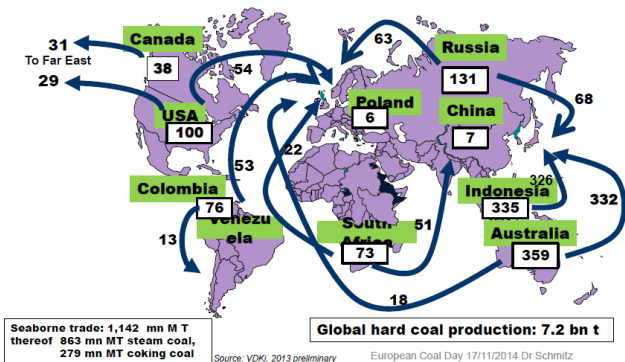 31
To Far East
29
Canada
38
54
63
Russia
131
68
USA
100
Poland
6
China
7
22
53
Colombia
76
Venezu
ela
13
South
Africa
73
51
326
Indonesia
335
332
Australia
359
18
Seaborne trade: 1,142 mn M T
thereof 863 mn MT steam coal,
279 mn MT coking coal
Global hard coal production: 7.2 bn t
Source: VDKi, 2013 preliminary
European Coal Day 17/11/2014 Dr Schmitz